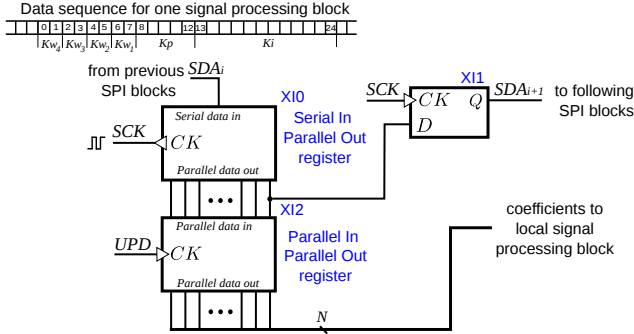 Data sequence for one signal processing block
0 1 2 3 4 5 6 7 8 12 13 24
Kw4 Kw3 Kw2 Kw1 Kp Ki
from previous SDAi
SPI blocks
XI0
Serial data in
Serial In
Parallel Out
register
SCK
CK
Parallel data out
SCK
XI1
CK Q
D
SDAi+1
to following
SPI blocks
XI2
Parallel data in
Parallel In
Parallel Out
register
UPD
CK
Parallel data out
coefficients to
local signal
processing block
N